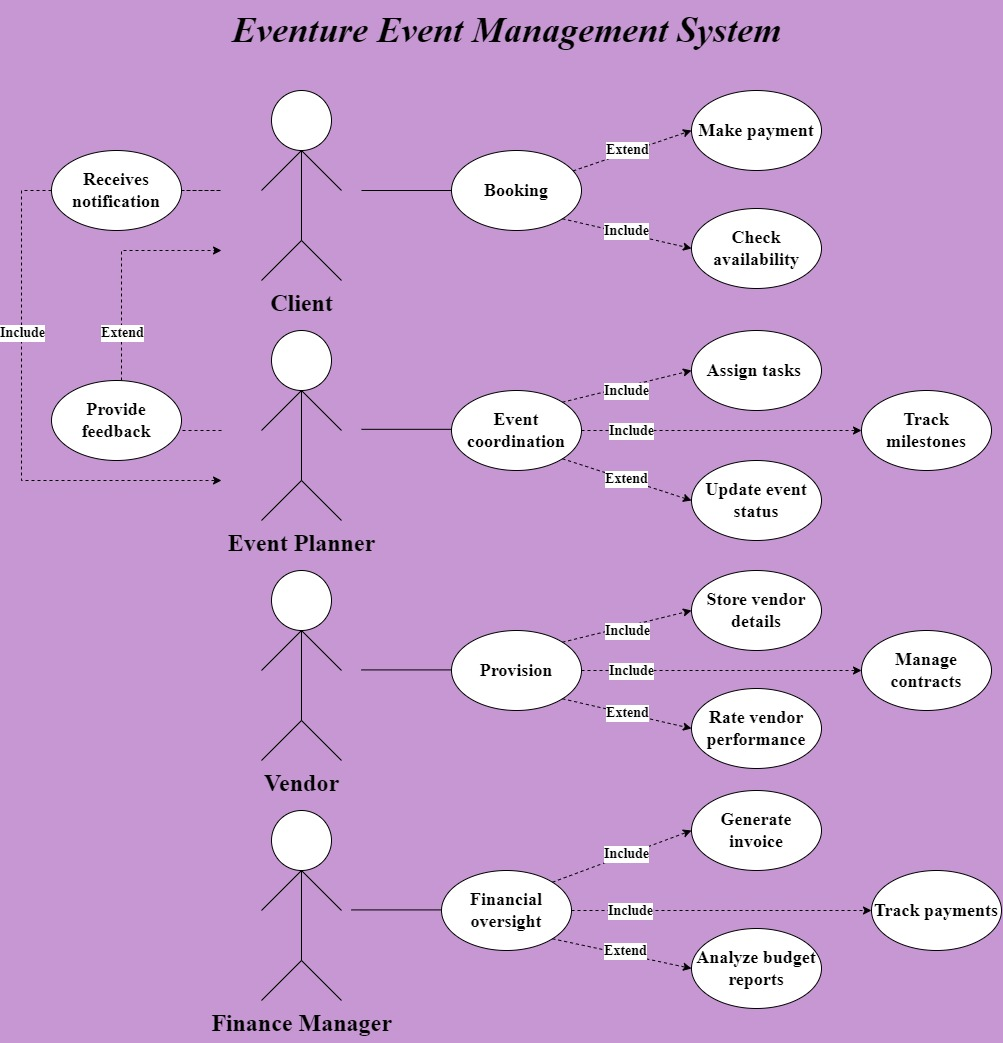 Eventure Event Management System
Make payment
Extend
Receives
notification
Booking
Include
Check
availability
Client
Include
Extend
Assign tasks
Include
Provide
feedback
Event
coordination
Include
Track
milestones
Extend
Update event
status
Event Planner
Store vendor
details
Include
Provision
Include
Manage
contracts
Extend
Rate vendor
performance
Vendor
Generate
invoice
Include
Financial
oversight
Include
Track payments
Extend
Analyze budget
reports
Finance Manager